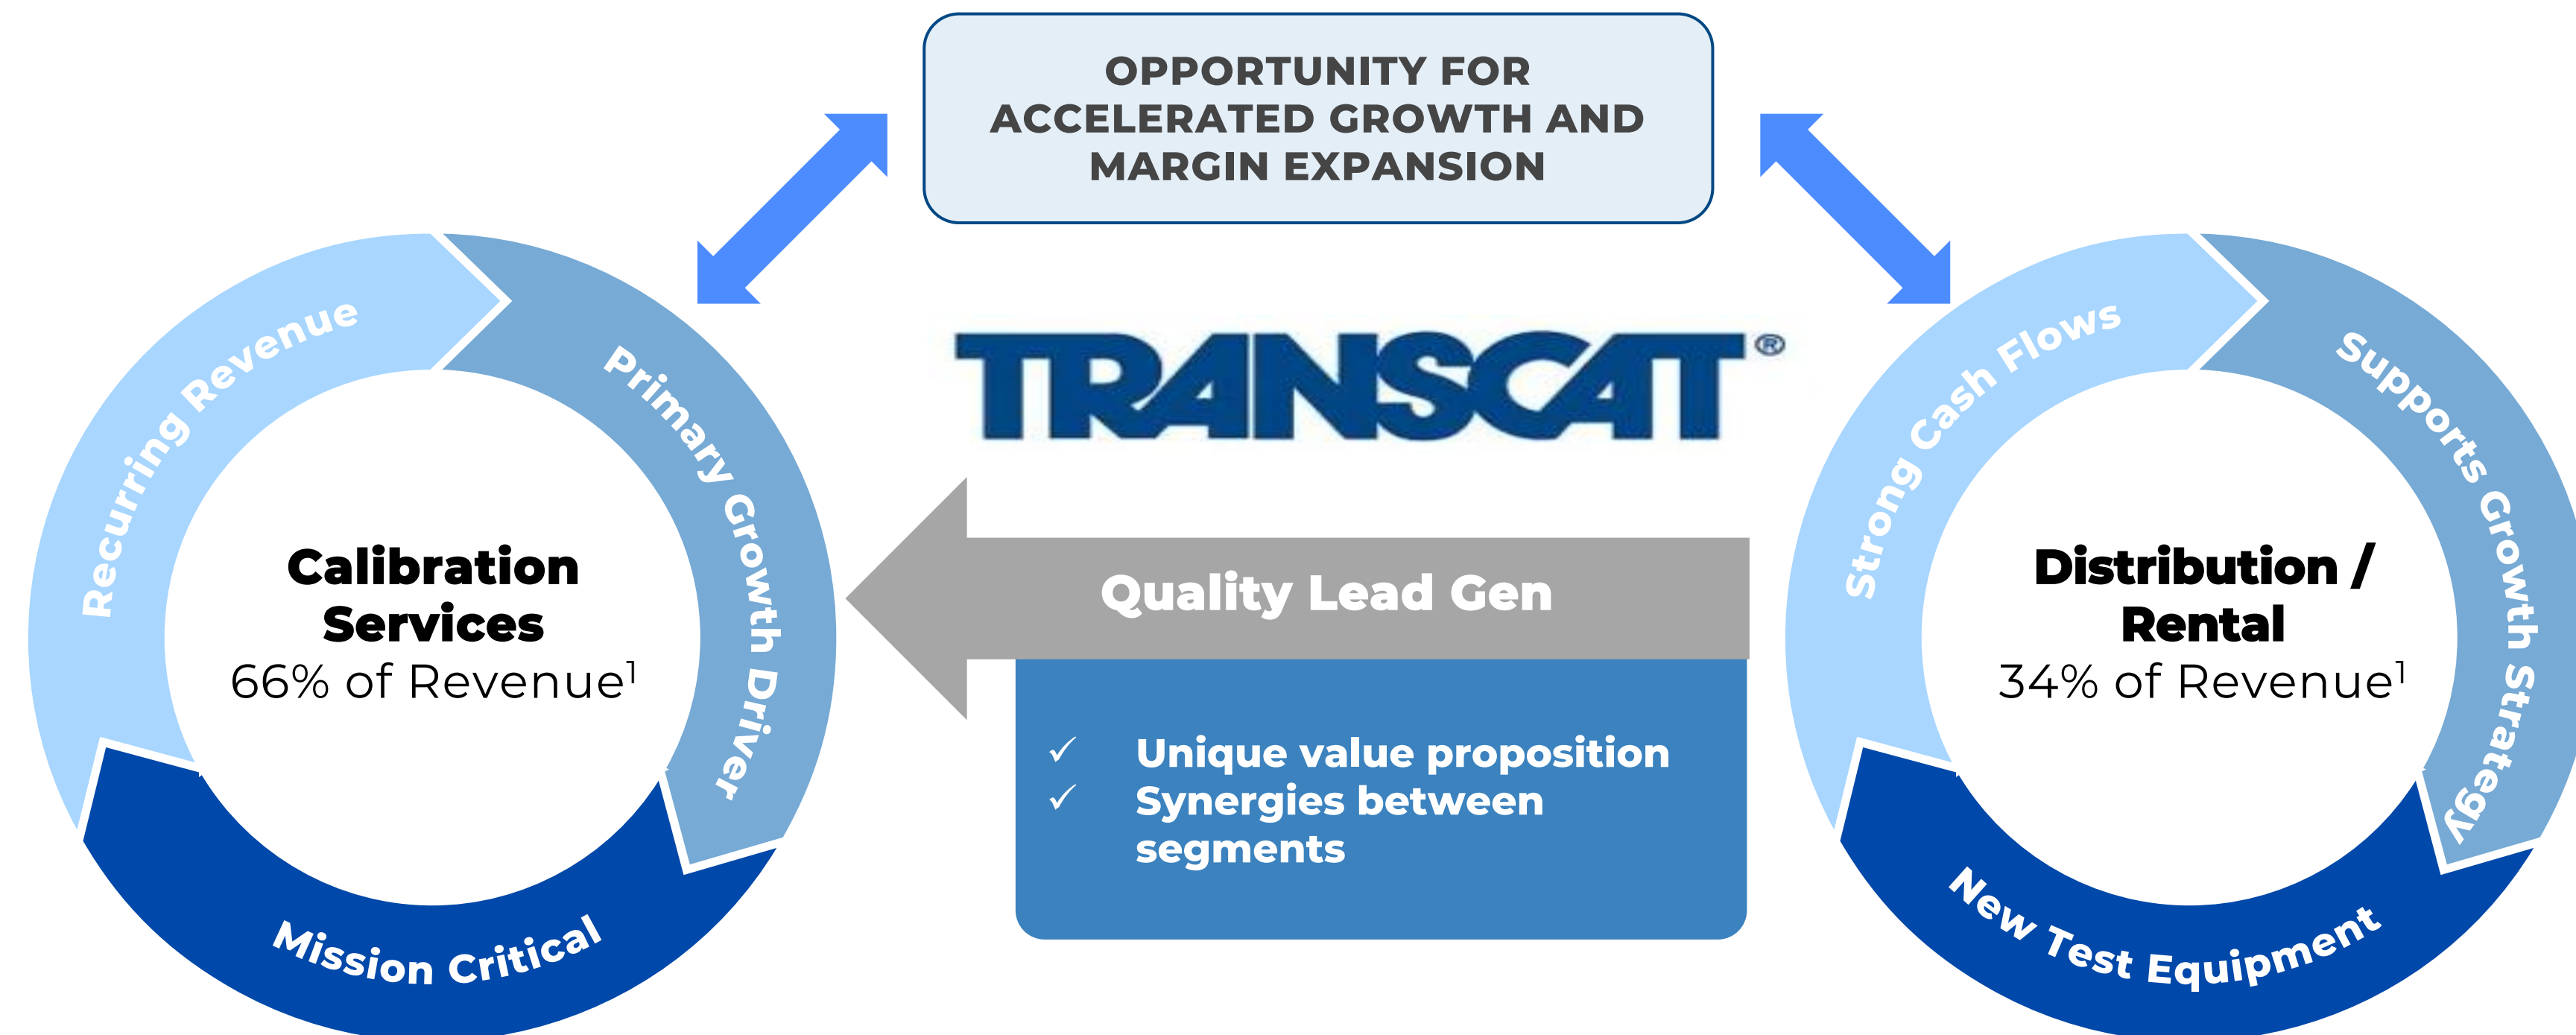 OPPORTUNITY FOR
ACCELERATED GROWTH AND
MARGIN EXPANSION
TRANSCAT®
Recurring Revenue
Primary Growth Driver
Mission Critical
Calibration
Services
66% of Revenue¹
Quality Lead Gen
✓ Unique value proposition
✓ Synergies between
segments
Strong Cash Flows
Supports Growth Strategy
New Test Equipment
Distribution /
Rental
34% of Revenue¹